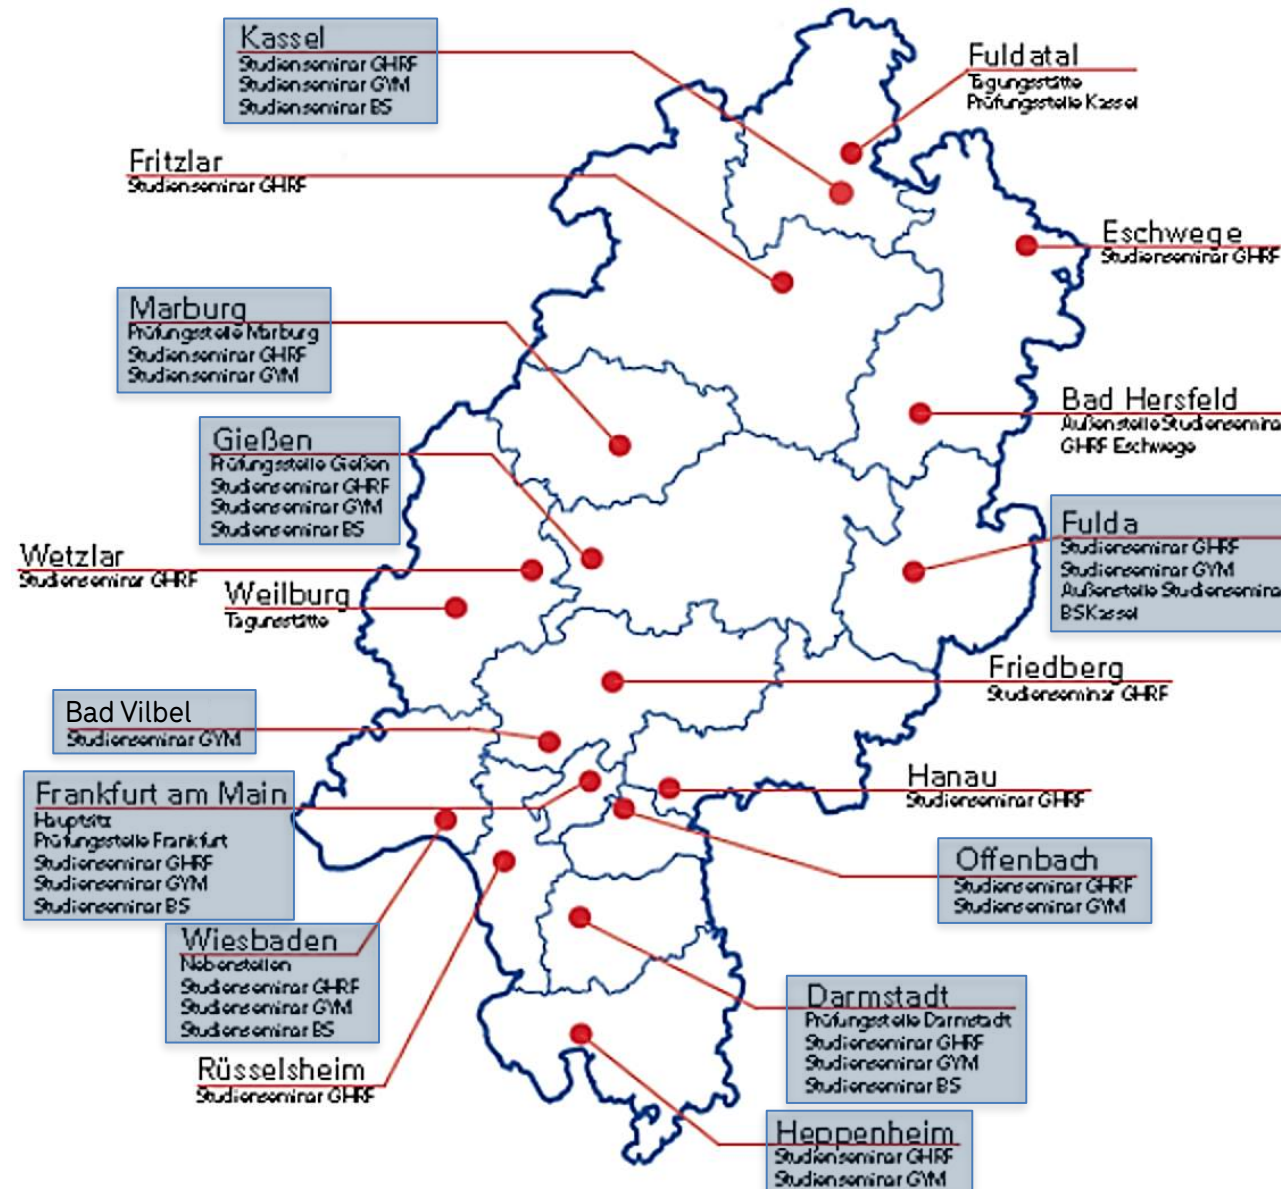 Kassel
Studienseminar GHRF
Studienseminar GYM
Studienseminar BS
Fuldatal
Tagungsstätte
Prüfungsstelle Kassel
Fritzlar
Studienseminar GHRF
Eschwege
Studienseminar GHRF
Marburg
Prüfungsstelle Marburg
Studienseminar GHRF
Studienseminar GYM
Bad Hersfeld
Außenstelle Studienseminar
GHRF Eschwege
Gießen
Prüfungsstelle Gießen
Studienseminar GHRF
Studienseminar GYM
Studienseminar BS
Fulda
Studienseminar GHRF
Studienseminar GYM
Außenstelle Studienseminar
BS Kassel
Wetzlar
Studienseminar GHRF
Weilburg
Tagunsstätte
Friedberg
Studienseminar GHRF
Bad Vilbel
Studienseminar GYM
Frankfurt am Main
Hauptsitz
Prüfungsstelle Frankfurt
Studienseminar GHRF
Studienseminar GYM
Studienseminar BS
Hanau
Studienseminar GHRF
Offenbach
Studienseminar GHRF
Studienseminar GYM
Wiesbaden
Nebenstellen
Studienseminar GHRF
Studienseminar GYM
Studienseminar BS
Darmstadt
Prüfungsstelle Darmstadt
Studienseminar GHRF
Studienseminar GYM
Studienseminar BS
Rüsselsheim
Studienseminar GHRF
Heppenheim
Studienseminar GHRF
Studienseminar GYM